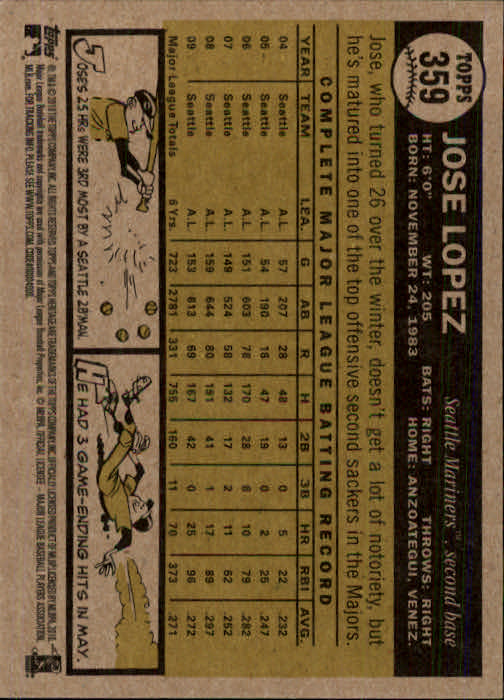 TOPPS
359
JOSE LOPEZ
Seattle Mariners™, second base
HT: 6'0" WT: 205 BATS: RIGHT THROWS: RIGHT
BORN: NOVEMBER 24, 1983 HOME: ANZOATEGUI, VENEZ.
Jose, who turned 26 over the winter, doesn't get a lot of notoriety, but
he's matured into one of the top offensive second sackers in the Majors.
COMPLETE MAJOR LEAGUE BATTING RECORD
YEAR TEAM LEA. G AB R H 2B 3B HR RBI AVG.
04 Seattle A.L. 57 207 28 48 13 0 5 22 .232
05 Seattle A.L. 54 190 18 47 19 0 2 25 .247
06 Seattle A.L. 151 603 78 170 28 8 10 79 .282
07 Seattle A.L. 149 524 58 132 17 2 11 62 .252
08 Seattle A.L. 159 644 80 191 41 1 17 89 .297
09 Seattle A.L. 153 613 69 167 42 0 25 96 .272
Major League Totals 6 Yrs. 723 2781 331 755 160 11 70 373 .271
JOSE'S 25 HRs WERE 3RD MOST BY A SEATTLE 2B'MAN.
HE HAD 3 GAME-ENDING HITS IN MAY.
TOPPS